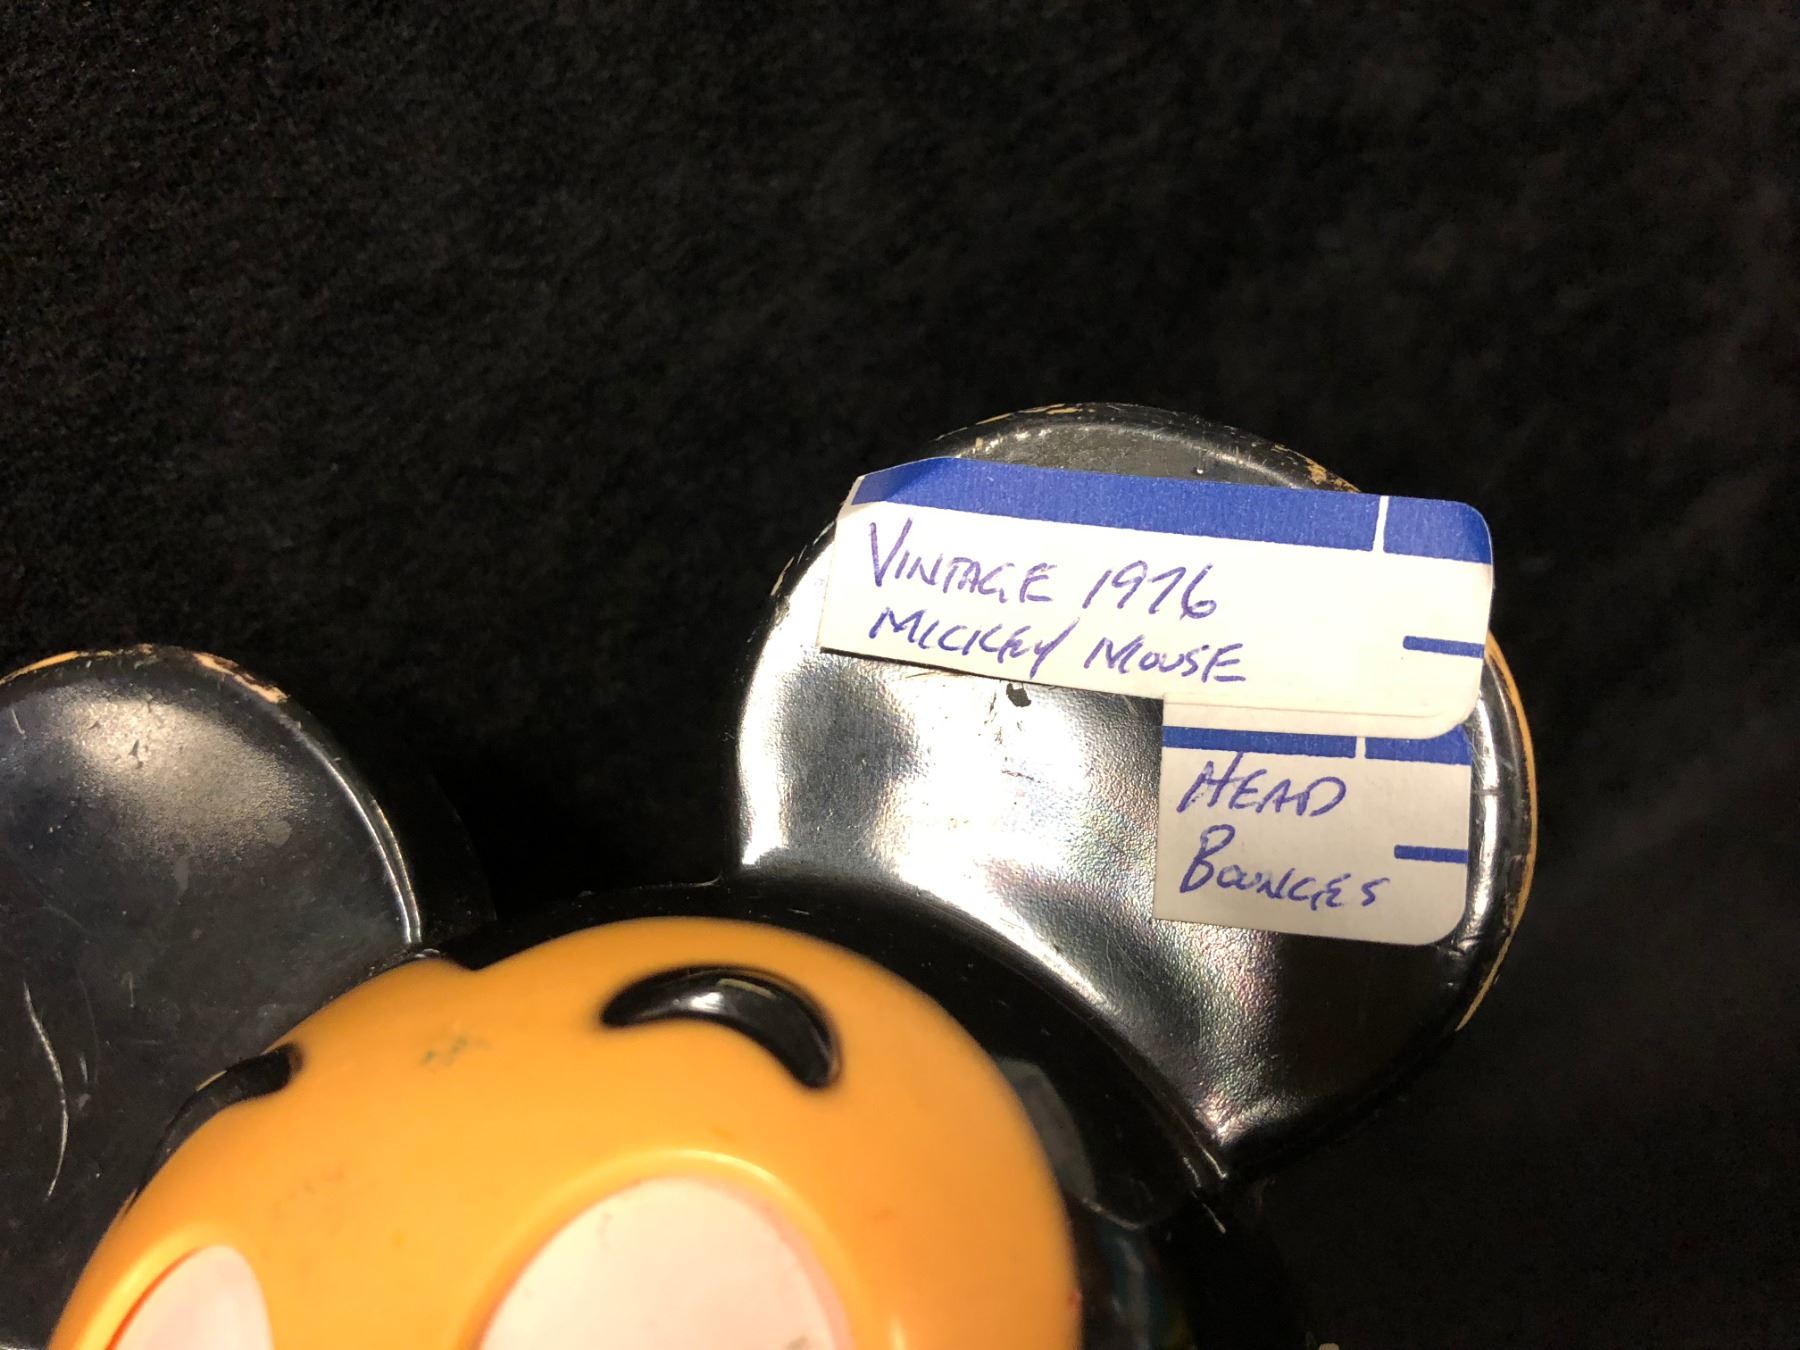 VINTAGE 1976
MICKEY MOUSE
HEAD
BOUNCES